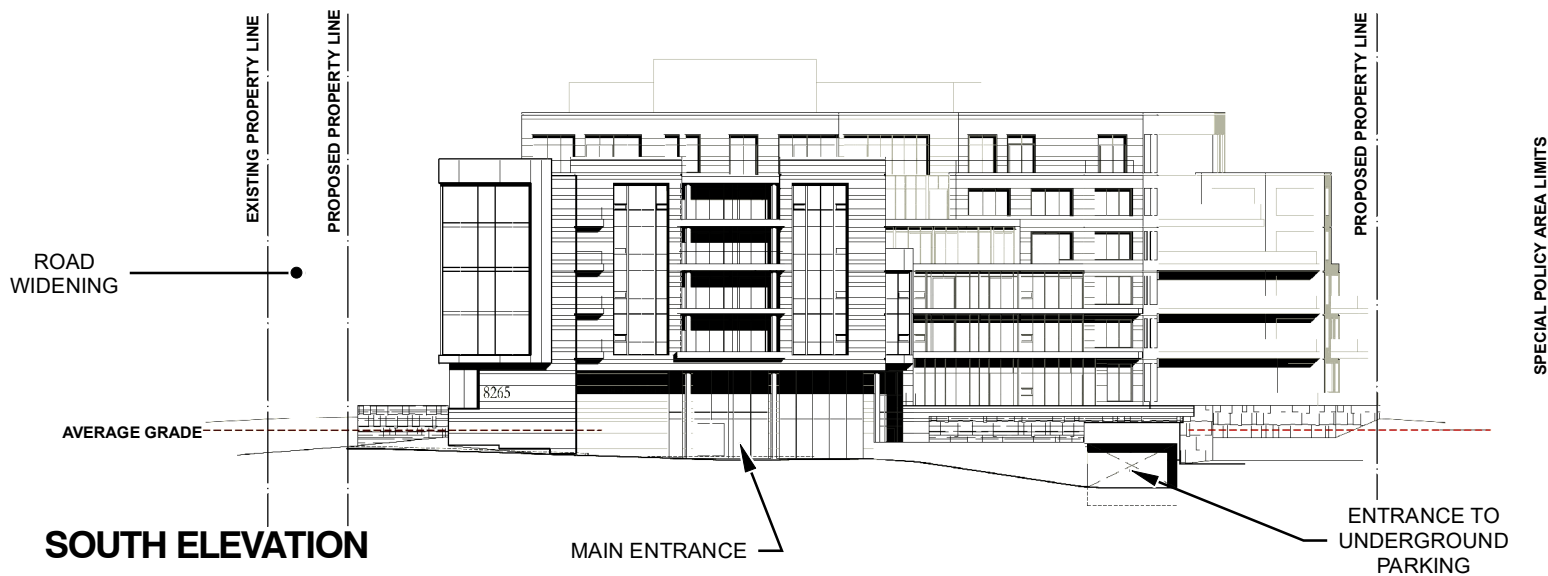 EXISTING PROPERTY LINE
PROPOSED PROPERTY LINE
PROPOSED PROPERTY LINE
SPECIAL POLICY AREA LIMITS
ROAD
WIDENING
8265
AVERAGE GRADE
SOUTH ELEVATION
MAIN ENTRANCE
ENTRANCE TO
UNDERGROUND
PARKING